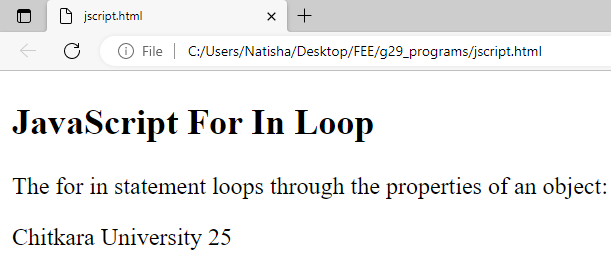 jscript.html
File
C:/Users/Natisha/Desktop/FEE/g29_programs/jscript.html
JavaScript For In Loop
The for in statement loops through the properties of an object:
Chitkara University 25